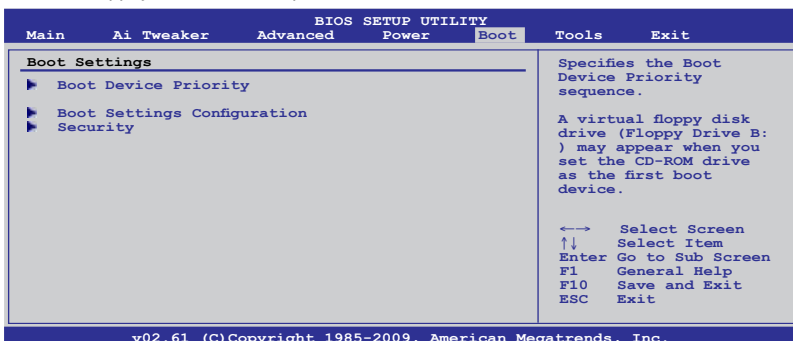 BIOS SETUP UTILITY
Main Ai Tweaker Advanced Power Boot Tools Exit
Boot Settings
Boot Device Priority
Boot Settings Configuration
Security
Specifies the Boot
Device Priority
sequence.
A virtual floppy disk
drive (Floppy Drive B:
) may appear when you
set the CD-ROM drive
as the first boot
device.
←→ Select Screen
↑↓ Select Item
Enter Go to Sub Screen
F1 General Help
F10 Save and Exit
ESC Exit
v02.61 (C)Copyright 1985-2009, American Megatrends, Inc.